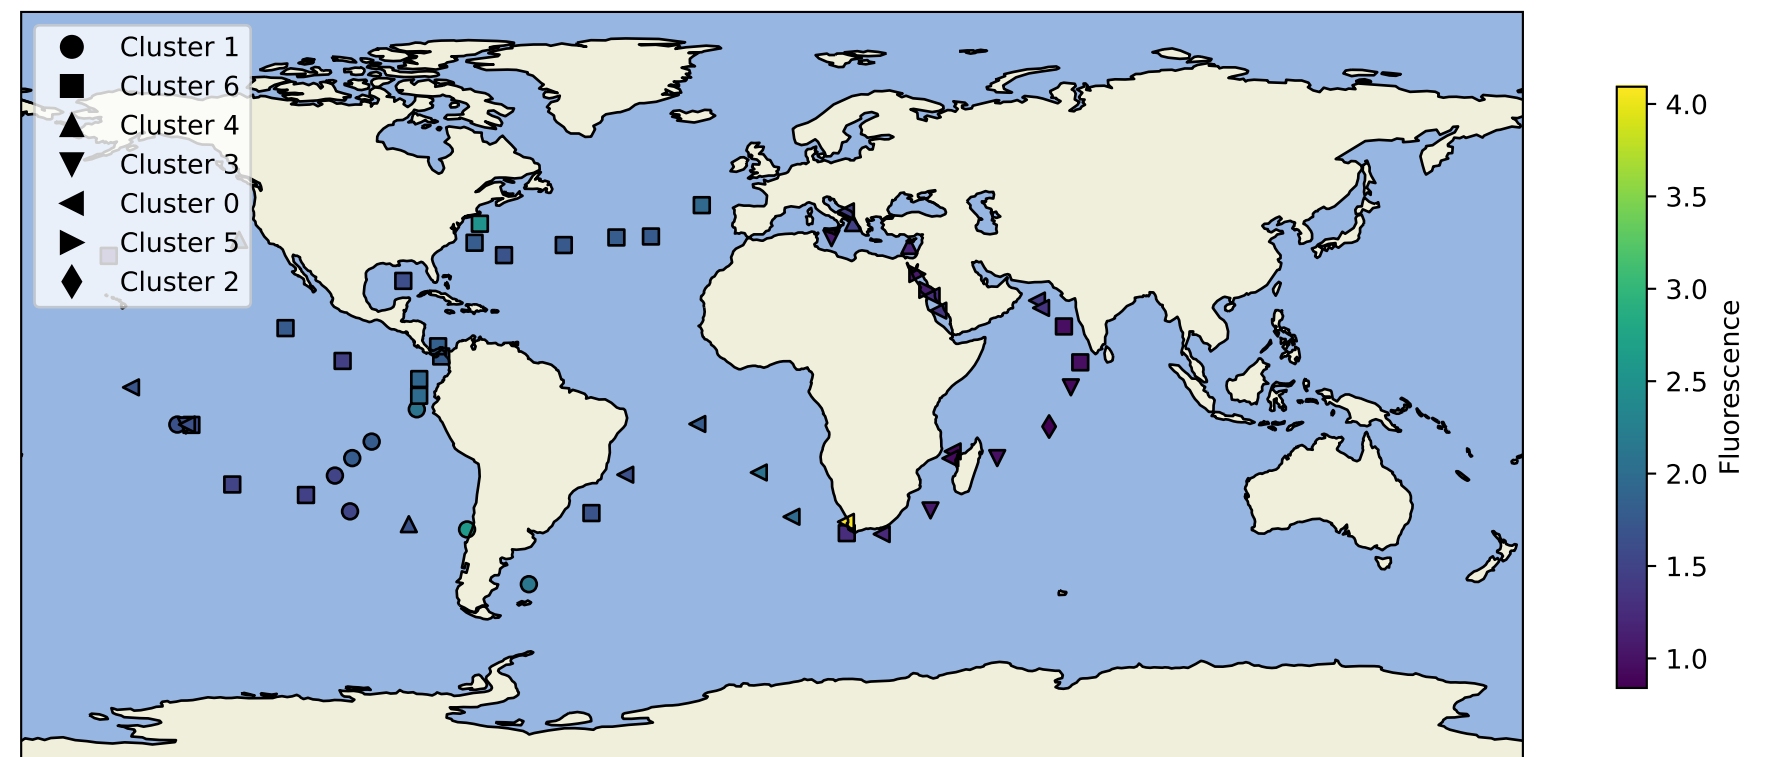 Cluster 1
Cluster 6
Cluster 4
Cluster 3
Cluster 0
Cluster 5
Cluster 2
4.0
3.5
3.0
2.5
2.0
1.5
1.0
Fluorescence